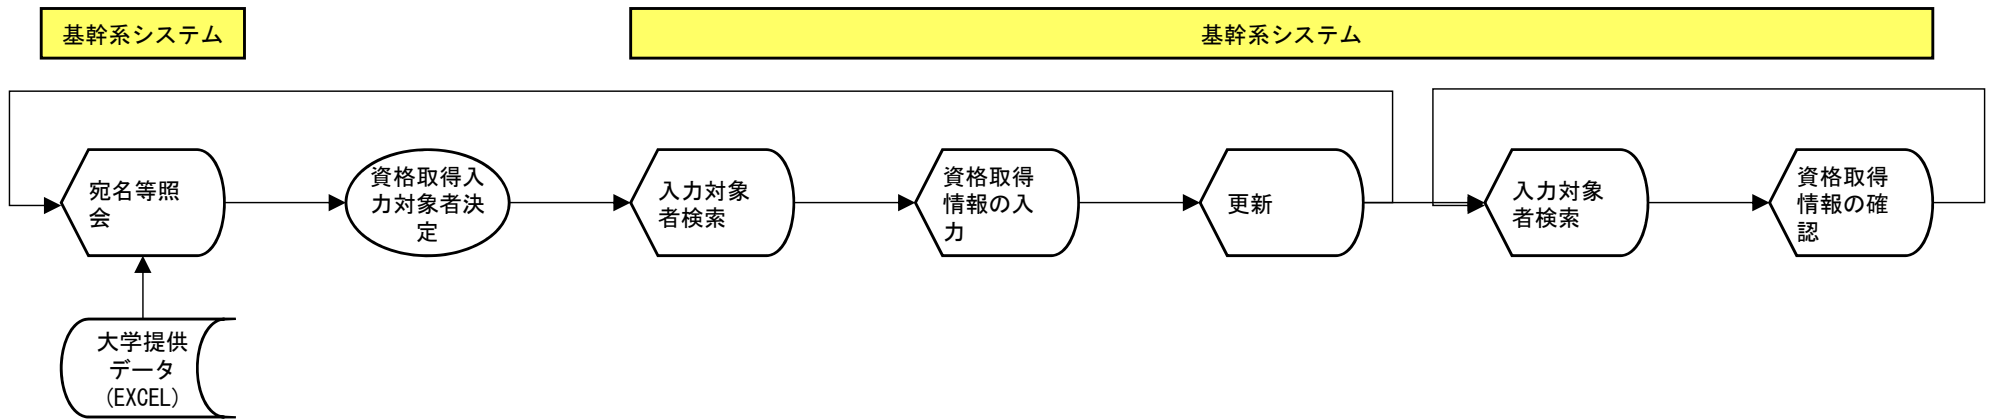 基幹系システム
基幹系システム
宛名等照
会
資格取得入
力対象者決
定
入力対象
者検索
資格取得
情報の入
力
更新
入力対象
者検索
資格取得
情報の確
認
大学提供
データ
(EXCEL)